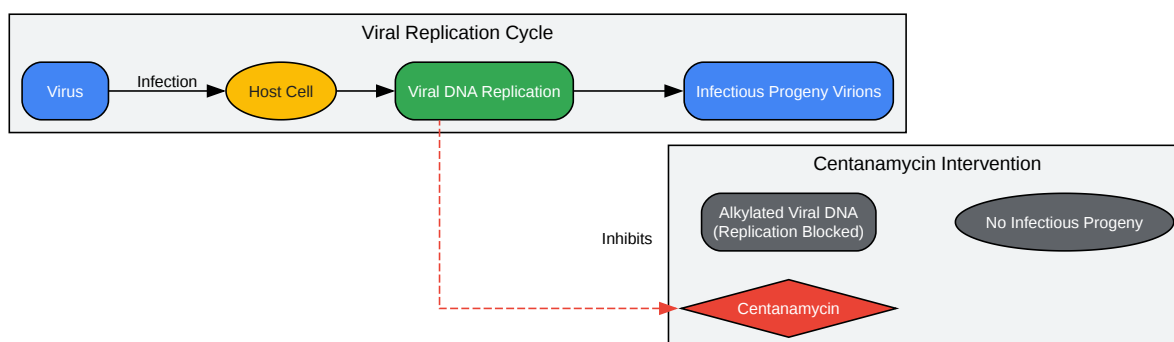 Viral Replication Cycle
Virus
Infection
Host Cell
Viral DNA Replication
Infectious Progeny Virions
Centanamycin Intervention
Alkylated Viral DNA
(Replication Blocked)
No Infectious Progeny
Inhibits
Centanamycin